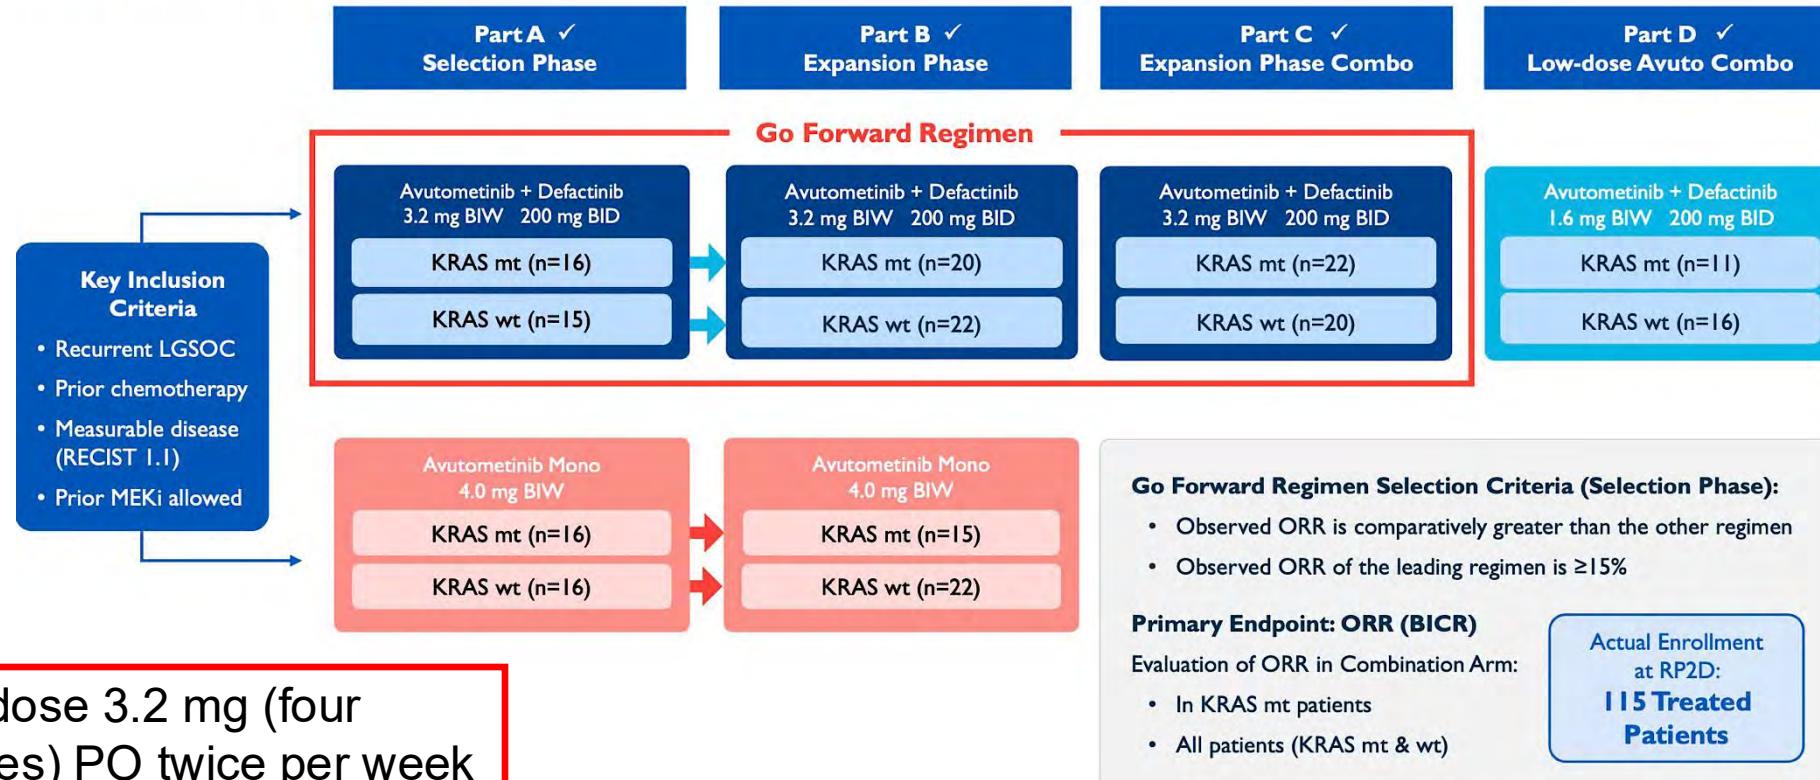 Part A ✓
Selection Phase
Part B ✓
Expansion Phase
Part C ✓
Expansion Phase Combo
Part D ✓
Low-dose Avuto Combo
Go Forward Regimen
Key Inclusion
Criteria
• Recurrent LGSOC
• Prior chemotherapy
• Measurable disease
(RECIST 1.1)
• Prior MEKi allowed
Avutometinib + Defactinib
3.2 mg BIW 200 mg BID
KRAS mt (n=16)
KRAS wt (n=15)
Avutometinib + Defactinib
3.2 mg BIW 200 mg BID
KRAS mt (n=20)
KRAS wt (n=22)
Avutometinib + Defactinib
3.2 mg BIW 200 mg BID
KRAS mt (n=22)
KRAS wt (n=20)
Avutometinib + Defactinib
1.6 mg BIW 200 mg BID
KRAS mt (n=11)
KRAS wt (n=16)
Avutometinib Mono
4.0 mg BIW
KRAS mt (n=16)
KRAS wt (n=16)
Avutometinib Mono
4.0 mg BIW
KRAS mt (n=15)
KRAS wt (n=22)
Go Forward Regimen Selection Criteria (Selection Phase):
• Observed ORR is comparatively greater than the other regimen
• Observed ORR of the leading regimen is ≥15%
Primary Endpoint: ORR (BICR)
Evaluation of ORR in Combination Arm:
• In KRAS mt patients
• All patients (KRAS mt & wt)
Actual Enrollment
at RP2D:
115 Treated
Patients
dose 3.2 mg (four
es) PO twice per week